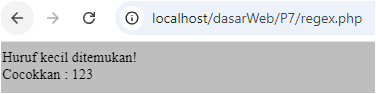 localhost/dasarWeb/P7/regex.php
Huruf kecil ditemukan!
Cocokkan : 123